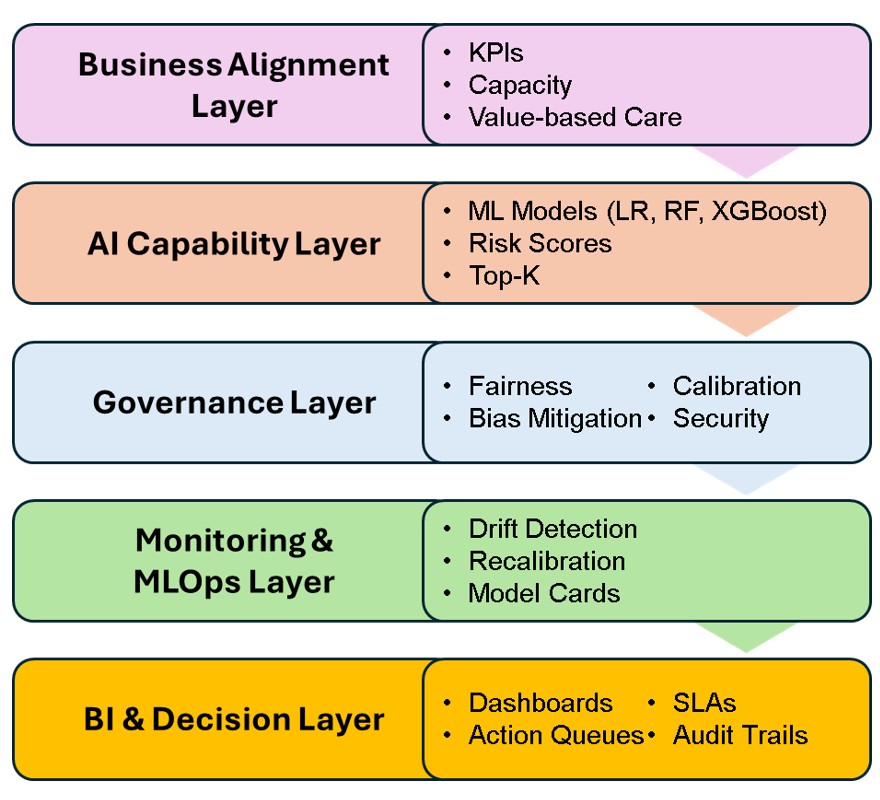 Business Alignment
Layer
• KPIs
• Capacity
• Value-based Care
AI Capability Layer
• ML Models (LR, RF, XGBoost)
• Risk Scores
• Top-K
Governance Layer
• Fairness
• Bias Mitigation
• Calibration
• Security
Monitoring &
MLOps Layer
• Drift Detection
• Recalibration
• Model Cards
BI & Decision Layer
• Dashboards
• Action Queues
• SLAs
• Audit Trails